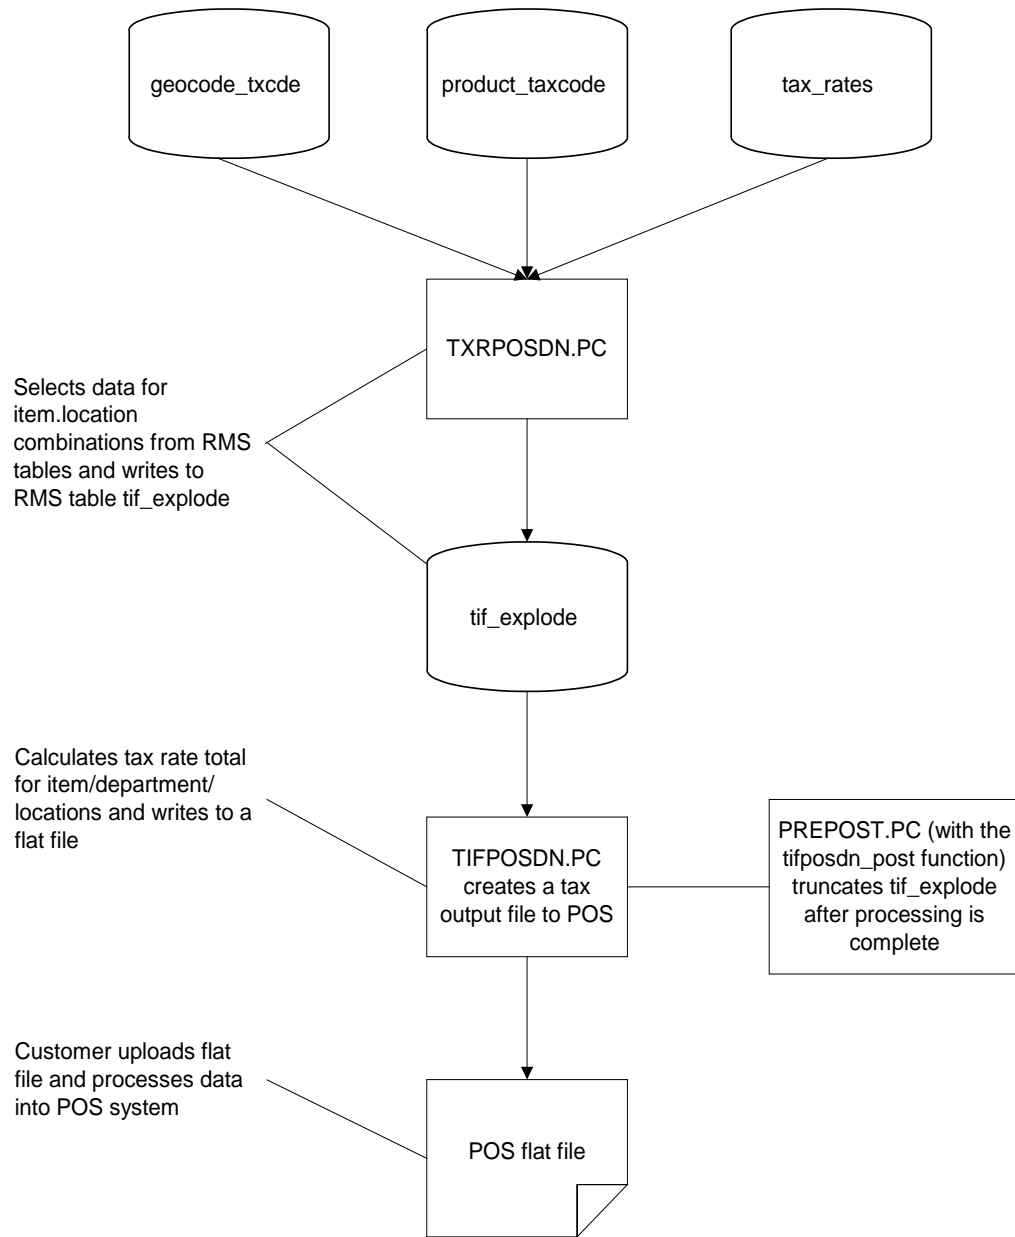 geocode_txcde
product_taxcode
tax_rates
TXRPOSDN.PC
Selects data for
item.location
combinations from RMS
tables and writes to
RMS table tif_explode
tif_explode
Calculates tax rate total
for item/department/
locations and writes to a
flat file
TIFPOSDN.PC
creates a tax
output file to POS
PREPOST.PC (with the
tifposdn_post function)
truncates tif_explode
after processing is
complete
Customer uploads flat
file and processes data
into POS system
POS flat file